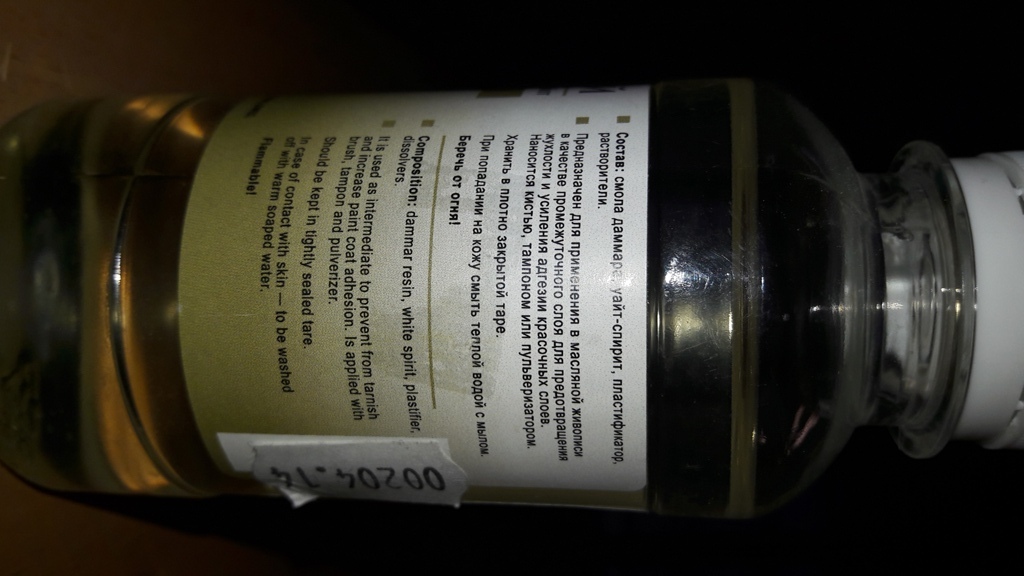 Состав: смола даммара, уайт-спирит, пластификатор,
растворители.
Предназначен для применения в масляной живописи
в качестве промежуточного слоя для предотвращения
жухлости и усиления адгезии красочных слоев.
Наносится кистью, тампоном или пульверизатором.
Хранить в плотно закрытой таре.
При попадании на кожу смыть теплой водой с мылом.
Беречь от огня!
Composition: dammar resin, white spirit, plastifier,
dissolvers.
It is used as intermediate to prevent from tarnish
and increase paint coat adhesion. Is applied with
brush, tampon and pulverizer.
Should be kept in tightly sealed tare.
In case of contact with skin — to be washed
off with warm soaped water.
Flammable!
00204.14